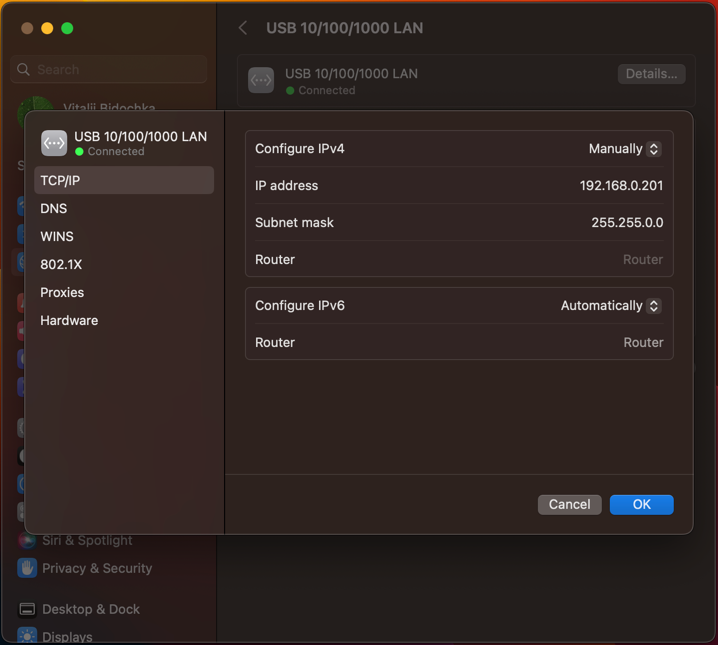 USB 10/100/1000 LAN
Search
USB 10/100/1000 LAN
Details...
Connected
Vitalii Bidochka
USB 10/100/1000 LAN
Connected
TCP/IP
DNS
WINS
802.1X
Proxies
Hardware
Configure IPv4
Manually
IP address
192.168.0.201
Subnet mask
255.255.0.0
Router
Router
Configure IPv6
Automatically
Router
Router
Cancel
OK
Siri & Spotlight
Privacy & Security
Desktop & Dock
Displays